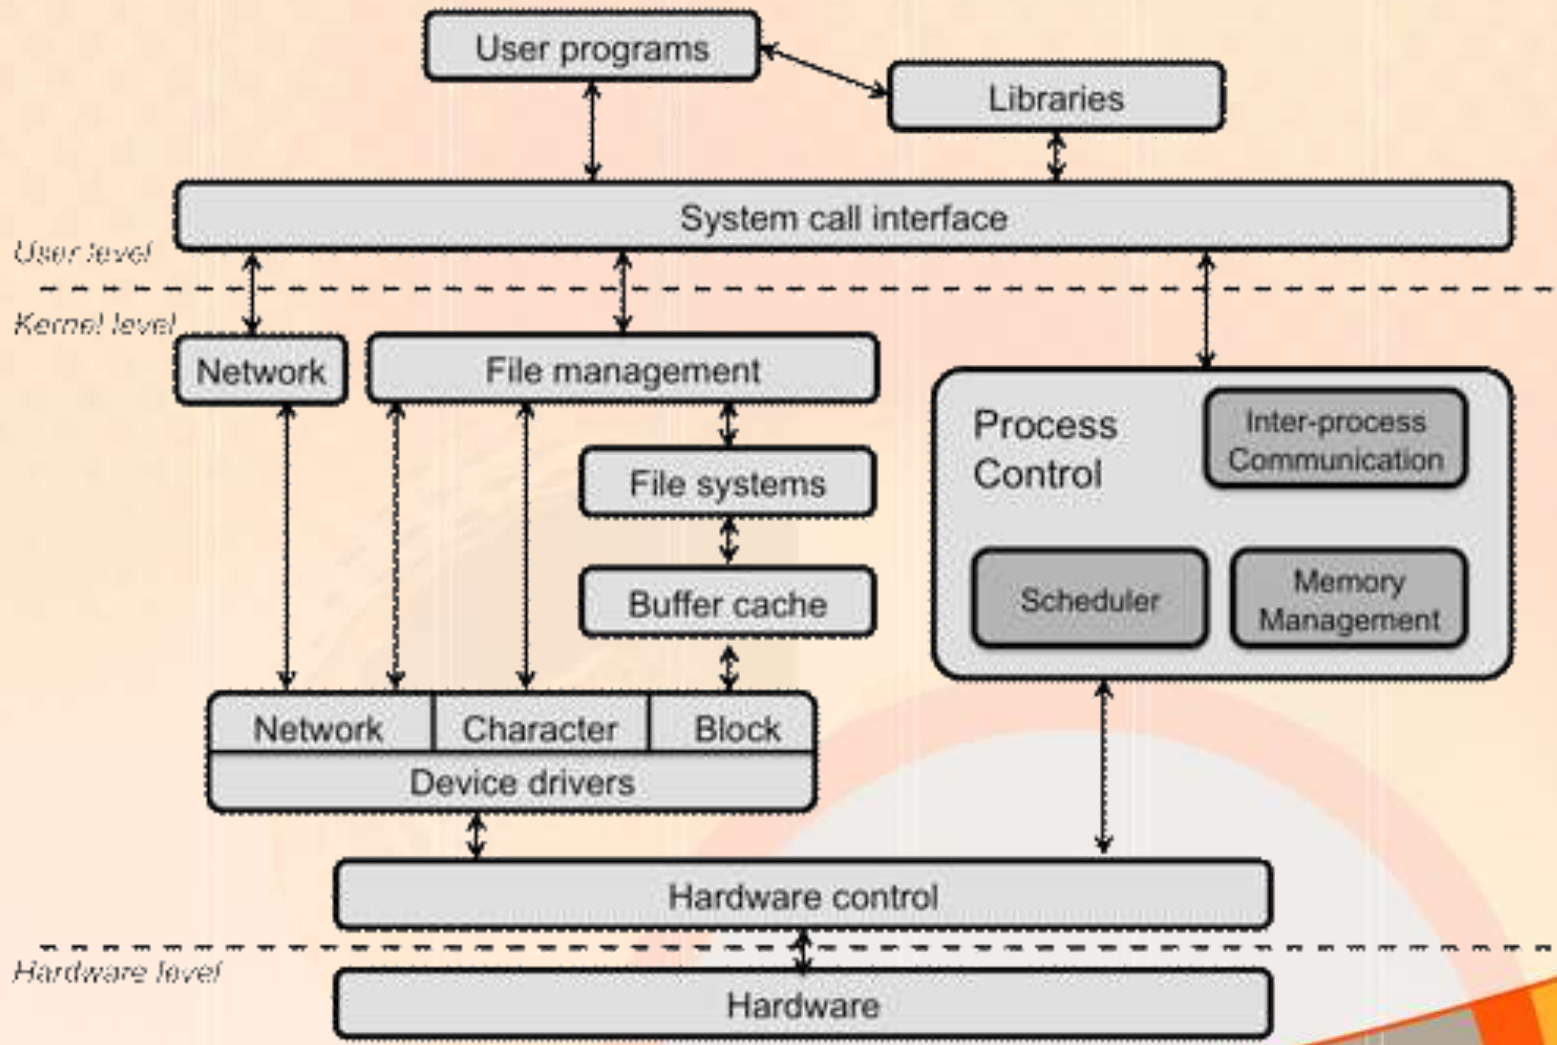 User programs
Libraries
System call interface
User level
Kernel level
Network
File management
Process
Control
Inter-process
Communication
File systems
Scheduler
Memory
Management
Buffer cache
Network
Character
Block
Device drivers
Hardware control
Hardware level
Hardware